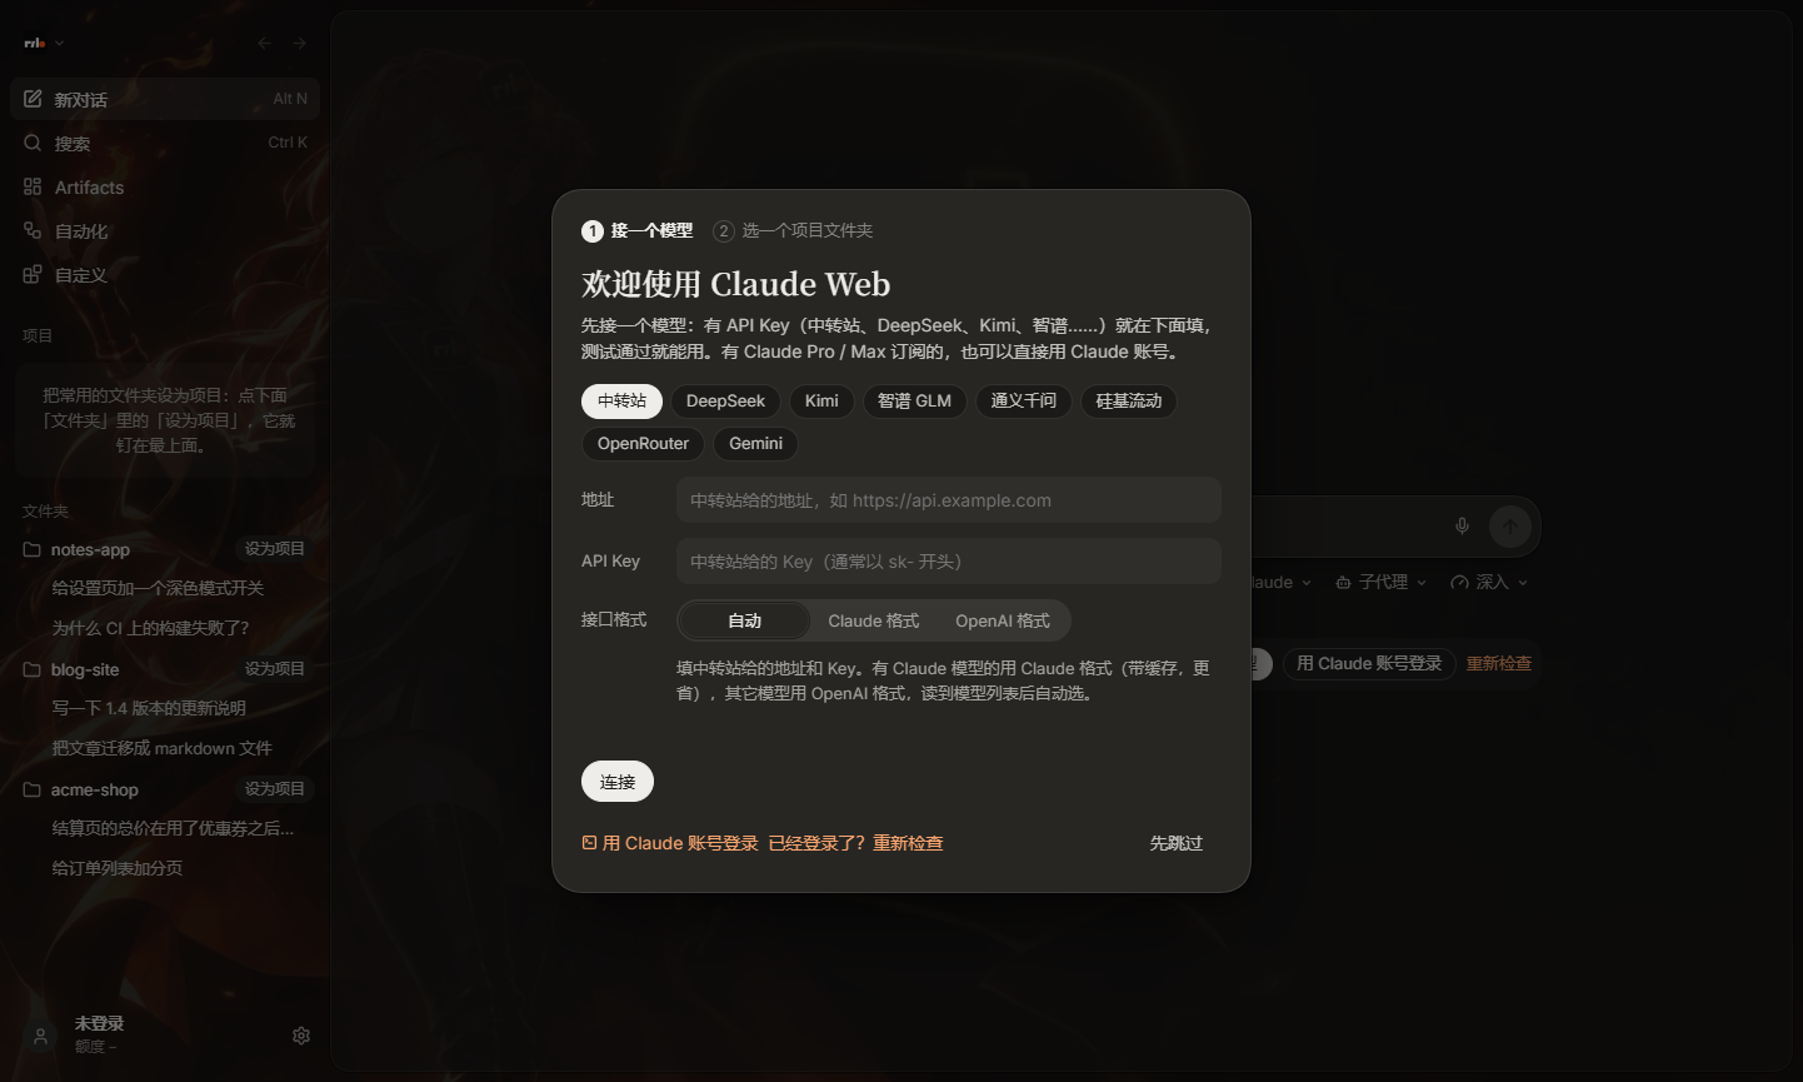 新对话
Alt N
搜索
Ctrl K
Artifacts
自动化
自定义
项目
把常用的文件夹设为项目：点下面
「文件夹」里的「设为项目」，它就
钉在最上面。
文件夹
notes-app
设为项目
给设置页加一个深色模式开关
为什么 CI 上的构建失败了？
blog-site
设为项目
写一下 1.4 版本的更新说明
把文章迁移成 markdown 文件
acme-shop
设为项目
结算页的总价在用了优惠券之后...
给订单列表加分页
未登录
额度 –
1 接一个模型
2 选一个项目文件夹
欢迎使用 Claude Web
先接一个模型：有 API Key（中转站、DeepSeek、Kimi、智谱……）就在下面填，
测试通过就能用。有 Claude Pro / Max 订阅的，也可以直接用 Claude 账号。
中转站
DeepSeek
Kimi
智谱 GLM
通义千问
硅基流动
OpenRouter
Gemini
地址
中转站给的地址，如 https://api.example.com
API Key
中转站给的 Key（通常以 sk- 开头）
接口格式
自动
Claude 格式
OpenAI 格式
填中转站给的地址和 Key。有 Claude 模型的用 Claude 格式（带缓存，更
省），其它模型用 OpenAI 格式，读到模型列表后自动选。
连接
用 Claude 账号登录
已经登录了？重新检查
先跳过
laude
子代理
深入
用 Claude 账号登录
重新检查